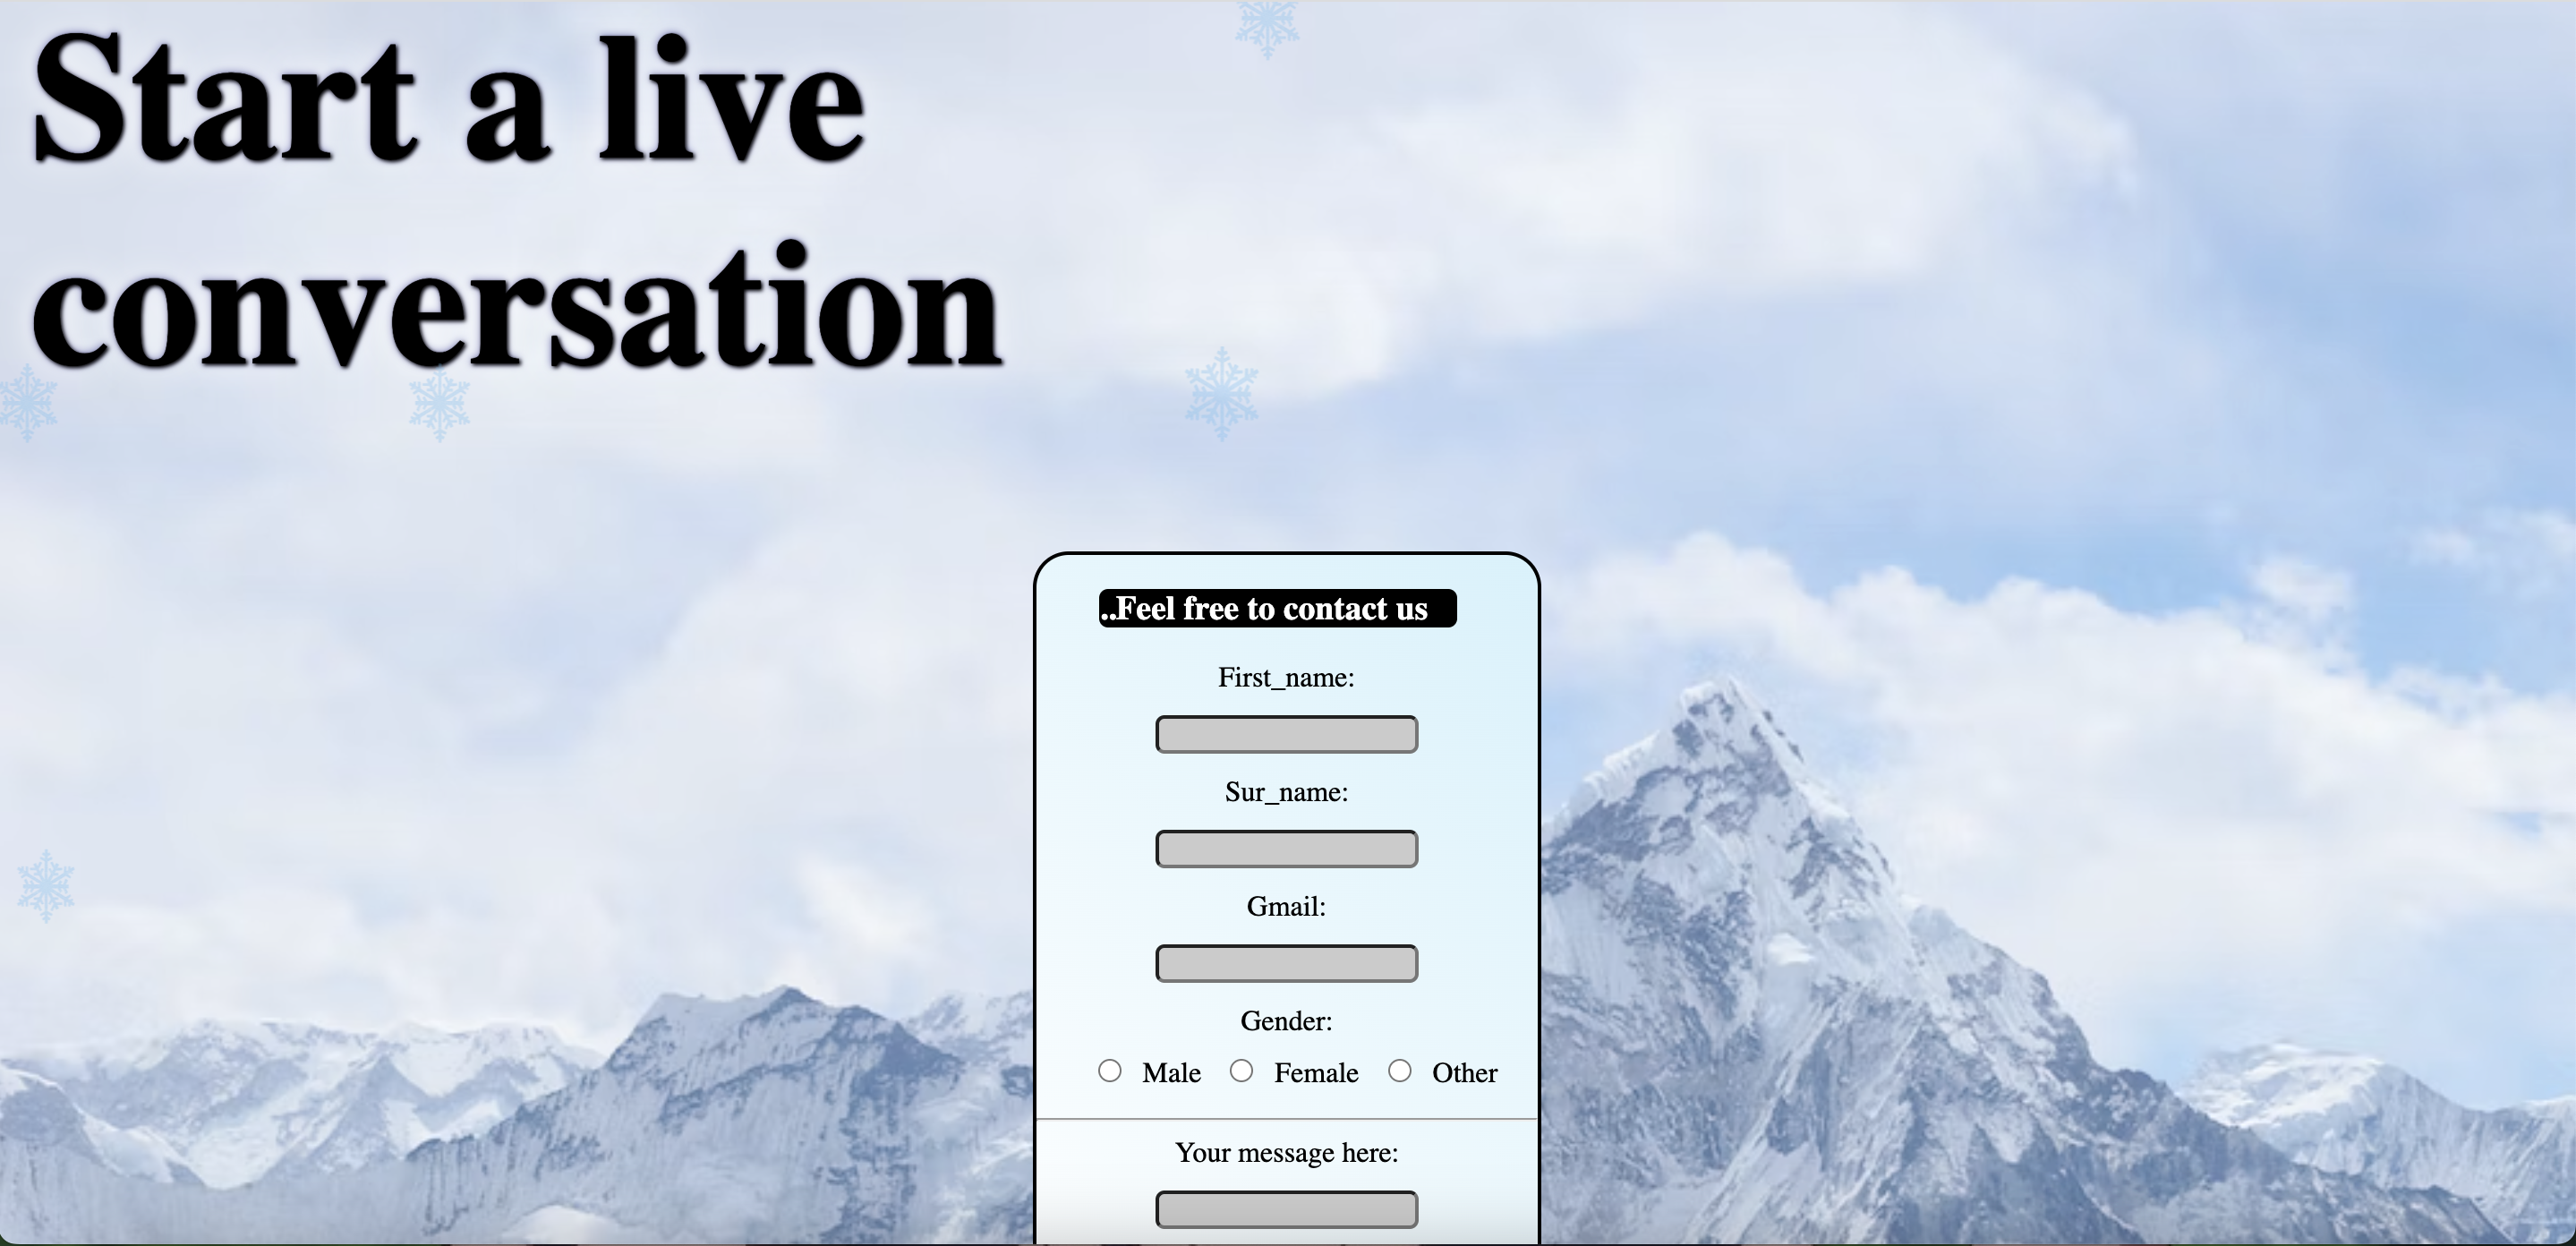 Start a live
conversation
..Feel free to contact us
First_name:
Sur_name:
Gmail:
Gender:
Male Female Other
Your message here: